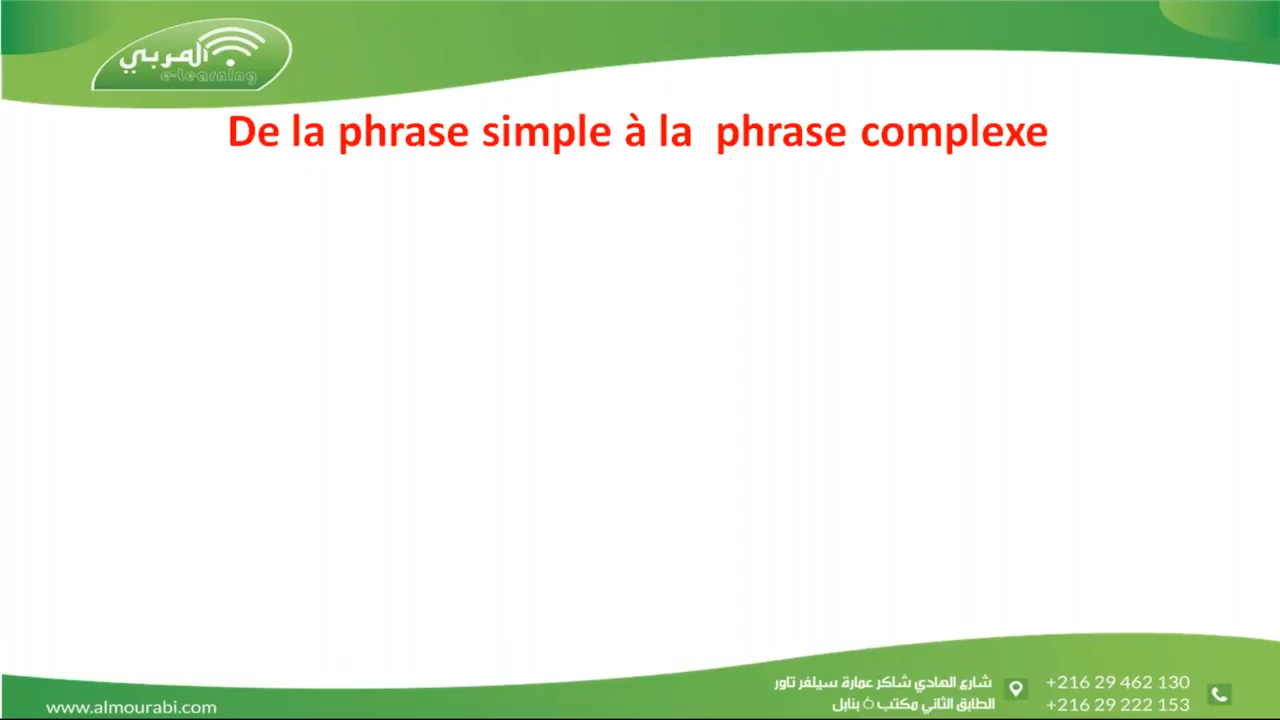 المربي
e-learning
De la phrase simple à la phrase complexe
www.almourabi.com
شارع الهادي شاكر عمارة سيلفر تاور
الطابق الثاني مكتب 6 بنابل
+216 29 462 130
+216 29 222 153